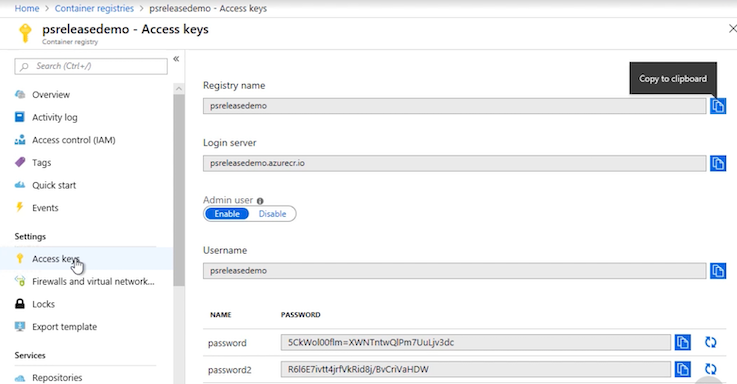 Home > Container registries > psreleasedemo - Access keys
psreleasedemo - Access keys
Container registry
Search (Ctrl+/)
Overview
Activity log
Access control (IAM)
Tags
Quick start
Events
Settings
Access keys
Firewalls and virtual network...
Locks
Export template
Services
Repositories
Copy to clipboard
Registry name
psreleasedemo
Login server
psreleasedemo.azurecr.io
Admin user
Enable Disable
Username
psreleasedemo
NAME PASSWORD
password 5CkWol00flm=XWNTntwQlPm7UuLjv3dc
password2 R6l6E7ivtt4jrfVkRid8j/BvCriVaHDW